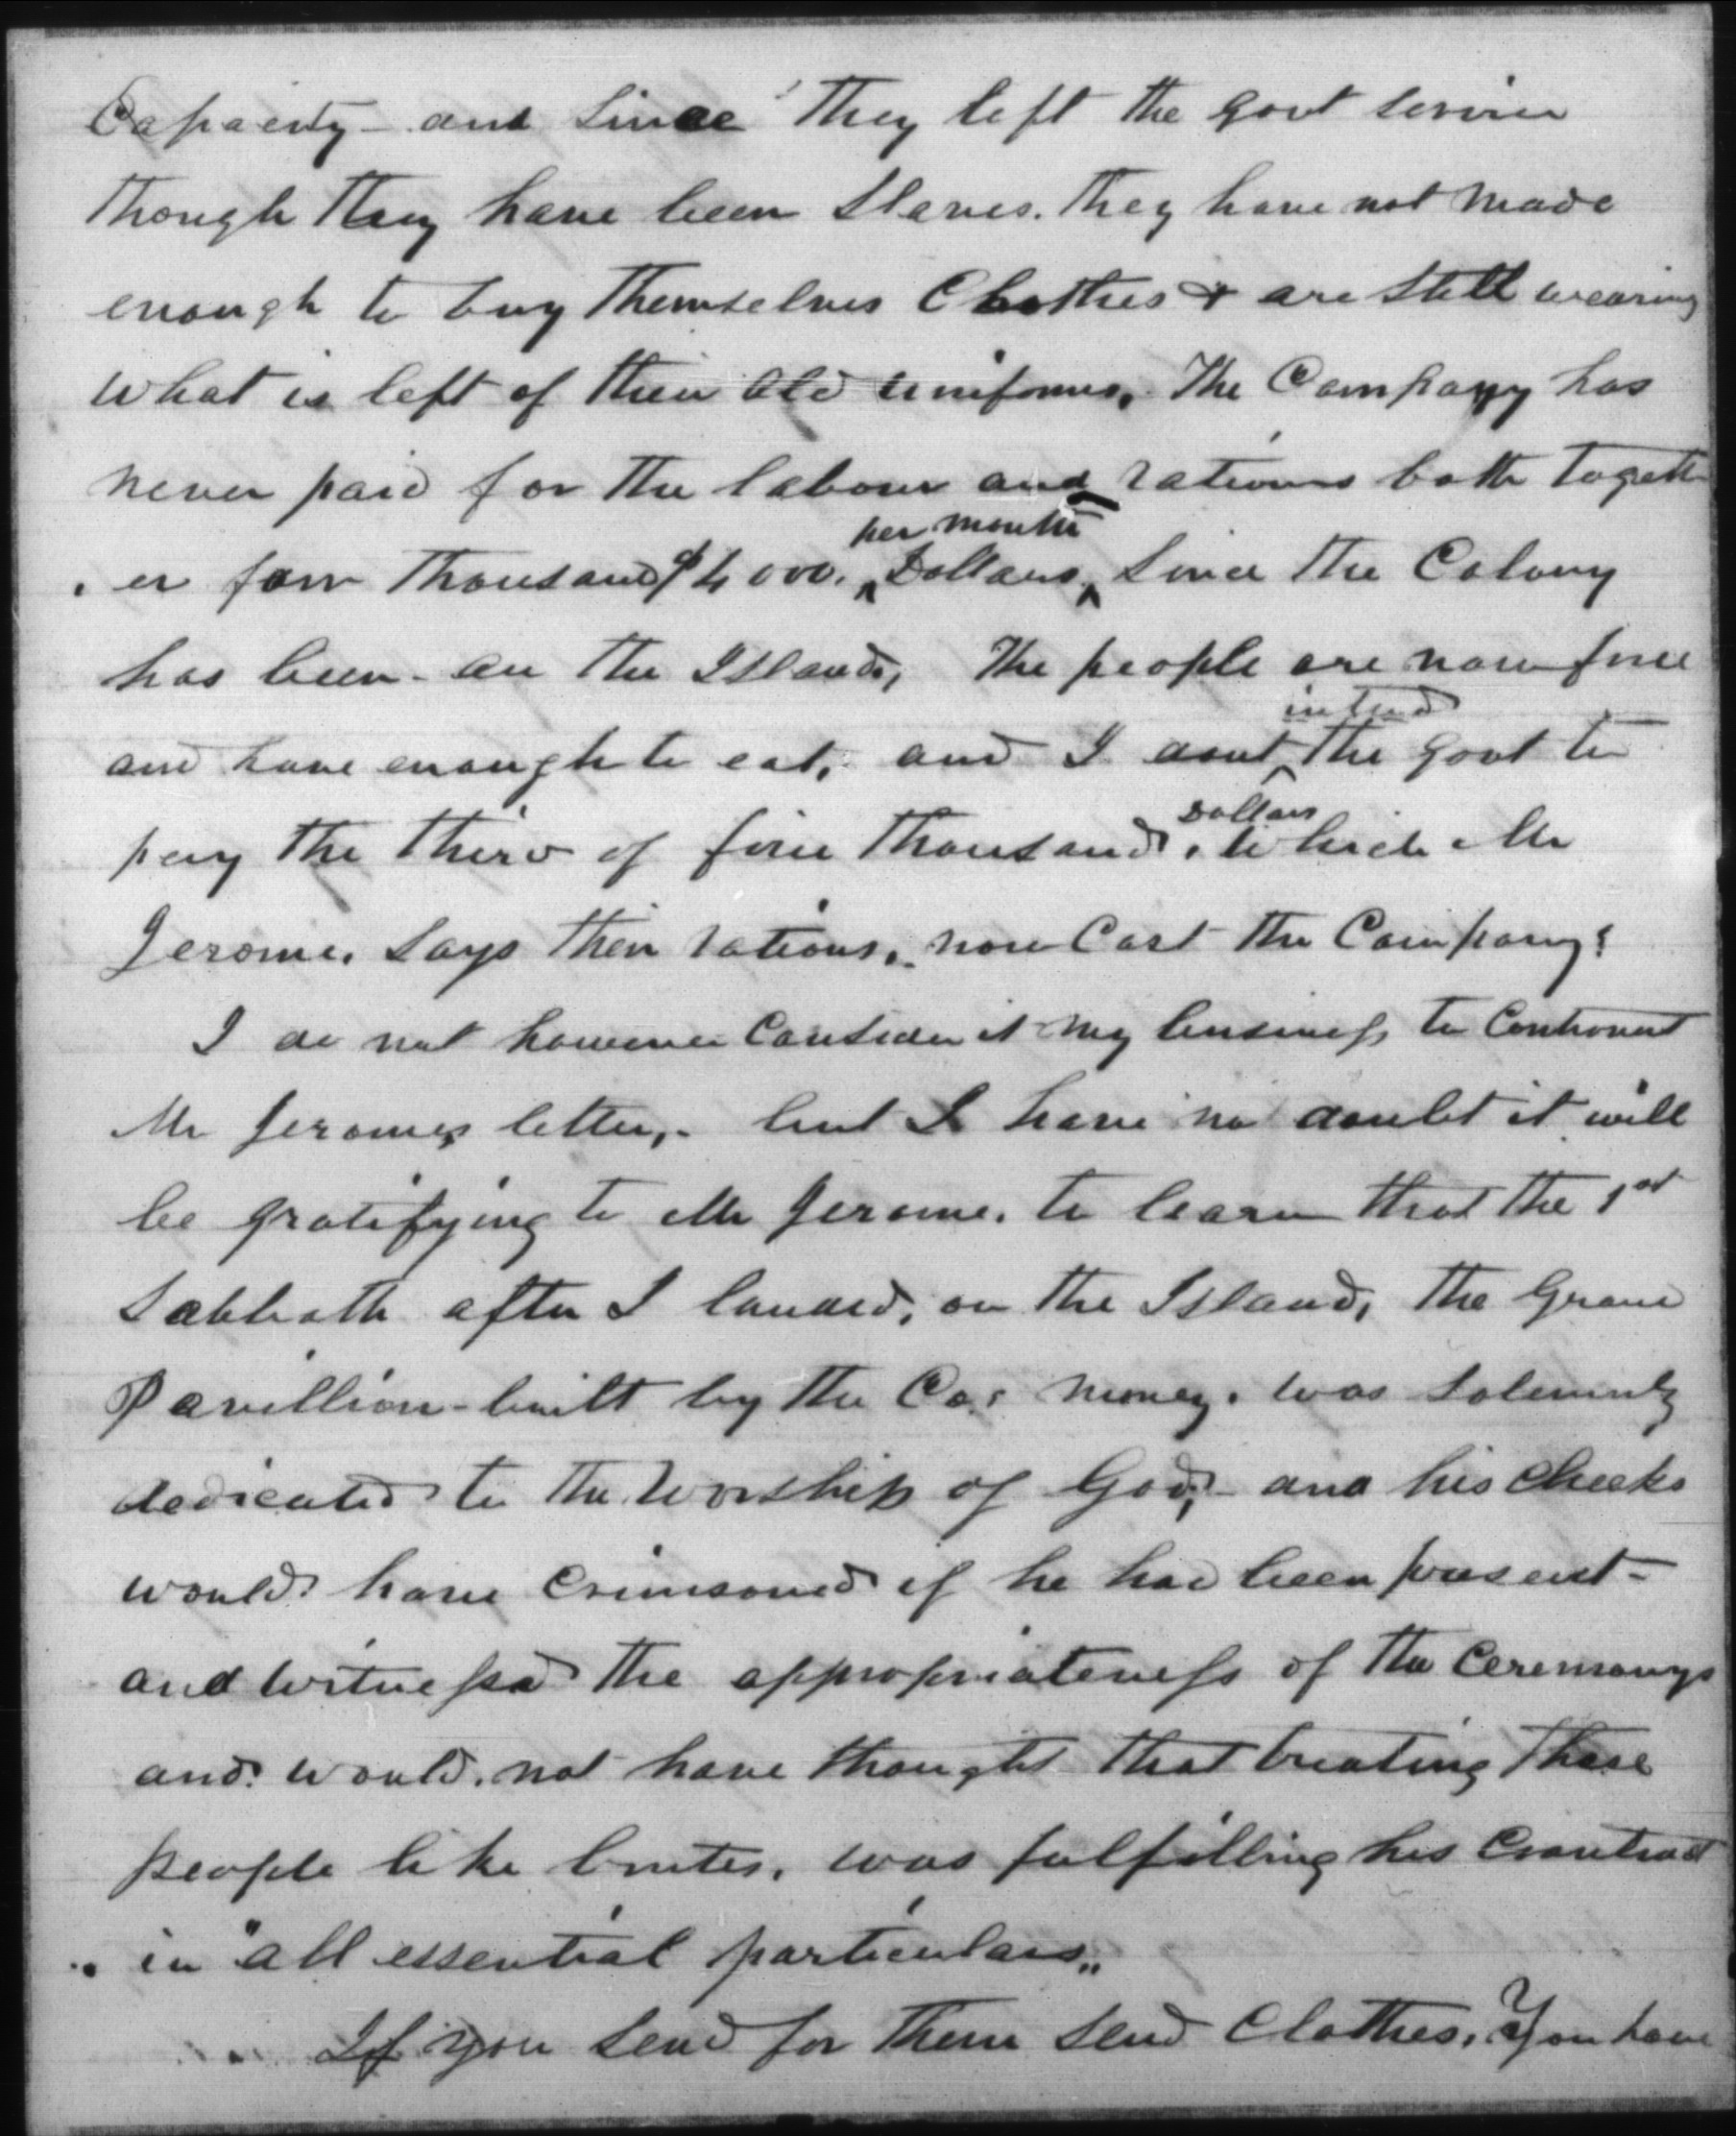 Capacity - and Since They left the Govt service
Though They have been Slaves. They have not made
enough to buy Themselves Clothes & are still wearing
what is left of their old uniforms, The Company has
never paid for the labour and rations both togeth
er four Thousand $4000. Dollars per month Since the Colony
has been on the Island, The people are now free
and have enough to eat, and I dont intend the Govt to
pay the third of five Thousand Dollars, which Mr
Jerome. Says their rations, now Cost the Company!
I do not however Consider it my business to Controvert
Mr Jeromes letter, - but I have no doubt it will
be gratifying to Mr Jerome, to learn that the 1st
Sabbath after I landed, on the Island, The Grand
Pavillion - built by the Co,s money, was Solemnly
dedicated to the Worship of God, - and his cheeks
would have Crimsoned if he had been present -
and witnessed the appropriateness of the Ceremonys
and would not have thought that treating These
people like brutes, was fulfilling his Contract
in "all essential particulars,,
If you send for Them send Clothes, You have